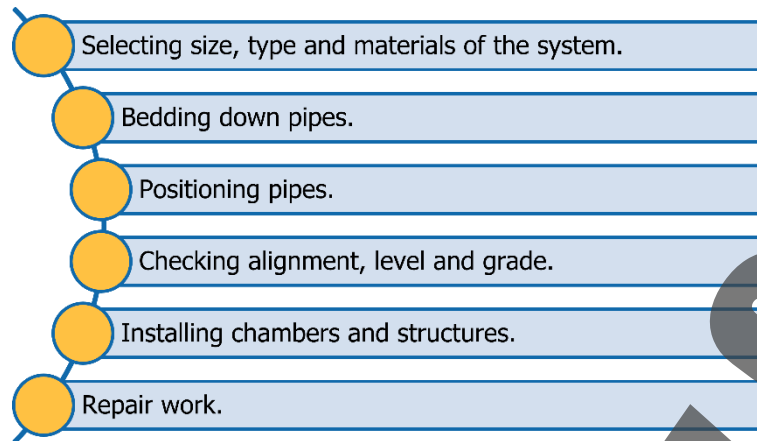 Selecting size, type and materials of the system.
Bedding down pipes.
Positioning pipes.
Checking alignment, level and grade.
Installing chambers and structures.
Repair work.